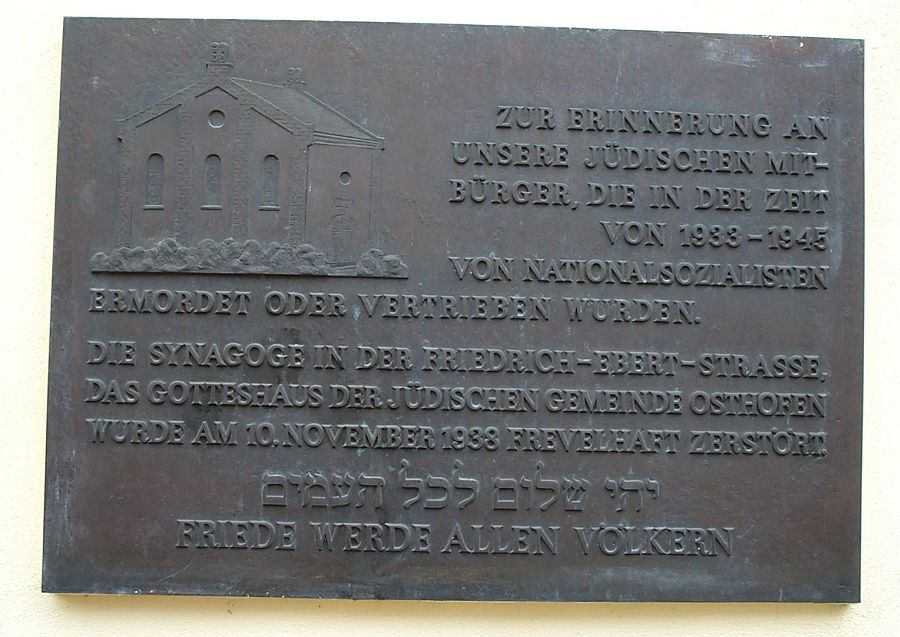 ZUR ERINNERUNG AN
UNSERE JÜDISCHEN MIT-
BÜRGER, DIE IN DER ZEIT
VON 1933-1945
VON NATIONALSOZIALISTEN
ERMORDET ODER VERTRIEBEN WURDEN.
DIE SYNAGOGE IN DER FRIEDRICH-EBERT-STRASSE,
DAS GOTTESHAUS DER JÜDISCHEN GEMEINDE OSTHOFEN
WURDE AM 10. NOVEMBER 1938 FREVELHAFT ZERSTÖRT.
יהי שלום לכל העמים
FRIEDE WERDE ALLEN VÖLKERN